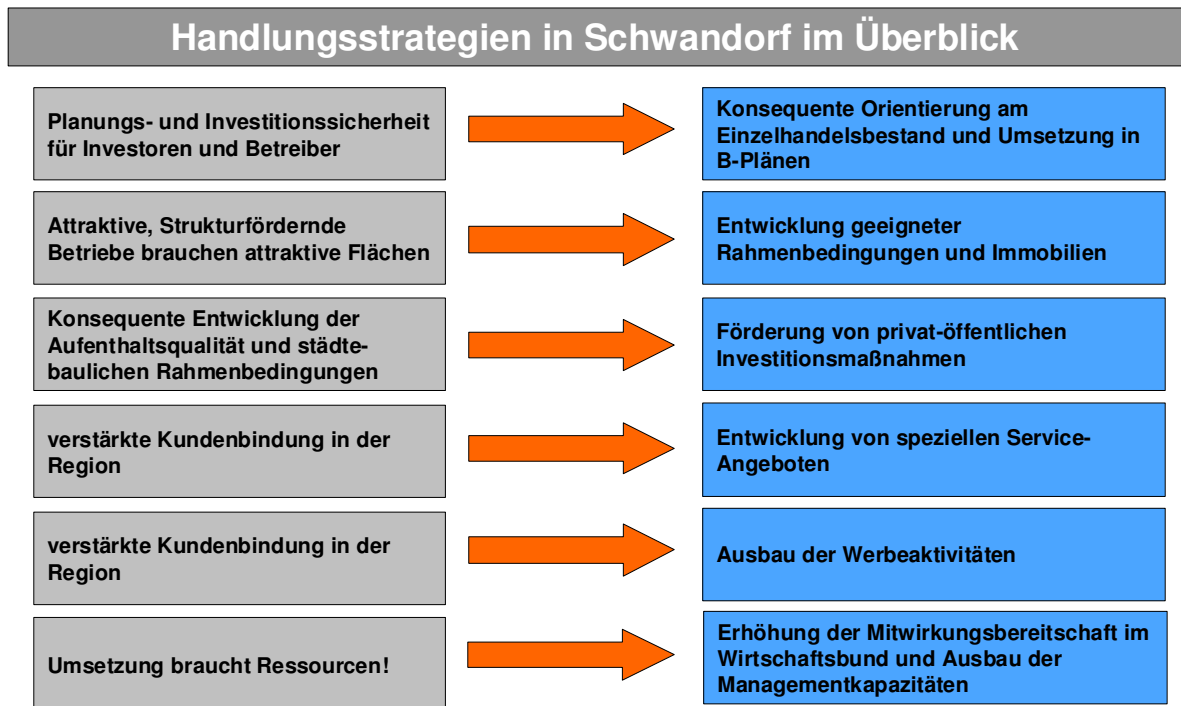 Handlungsstrategien in Schwandorf im Überblick
Planungs- und Investitionssicherheit
für Investoren und Betreiber
Konsequente Orientierung am
Einzelhandelsbestand und Umsetzung in
B-Plänen
Attraktive, Strukturfördernde
Betriebe brauchen attraktive Flächen
Entwicklung geeigneter
Rahmenbedingungen und Immobilien
Konsequente Entwicklung der
Aufenthaltsqualität und städte-
baulichen Rahmenbedingungen
Förderung von privat-öffentlichen
Investitionsmaßnahmen
verstärkte Kundenbindung in der
Region
Entwicklung von speziellen Service-
Angeboten
verstärkte Kundenbindung in der
Region
Ausbau der Werbeaktivitäten
Umsetzung braucht Ressourcen!
Erhöhung der Mitwirkungsbereitschaft im
Wirtschaftsbund und Ausbau der
Managementkapazitäten